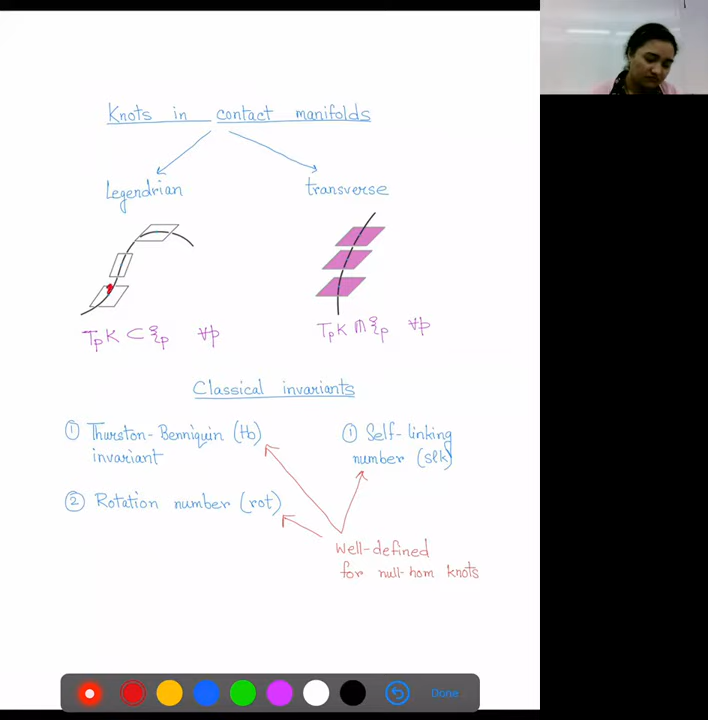 Knots in contact manifolds
Legendrian
transverse
TpK ⊂ ξp ∀p
TpK ⋔ ξp ∀p
Classical invariants
① Thurston-Benniquin (tb)
invariant
① Self-linking
number (slk)
② Rotation number (rot)
well-defined
for null-hom knots
Done